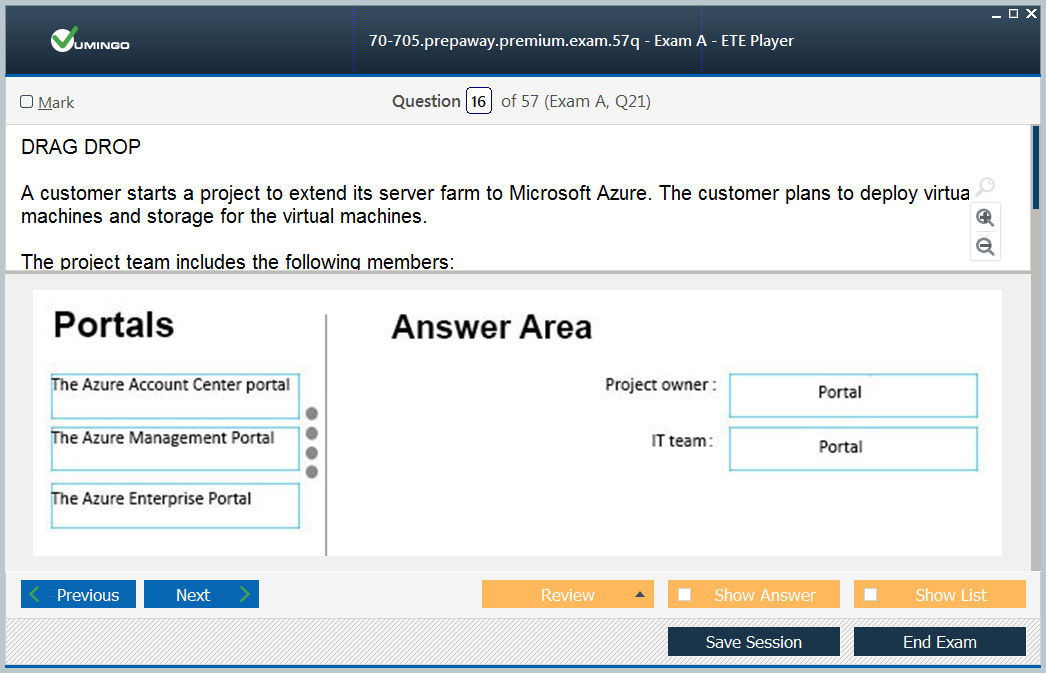 VUMINGO
70-705.prepaway.premium.exam.57q - Exam A - ETE Player
Mark
Question 16 of 57 (Exam A, Q21)
DRAG DROP
A customer starts a project to extend its server farm to Microsoft Azure. The customer plans to deploy virtua
machines and storage for the virtual machines.
The project team includes the following members:
Portals
Answer Area
The Azure Account Center portal
Project owner :
Portal
The Azure Management Portal
IT team :
Portal
The Azure Enterprise Portal
Previous
Next
Review
Show Answer
Show List
Save Session
End Exam